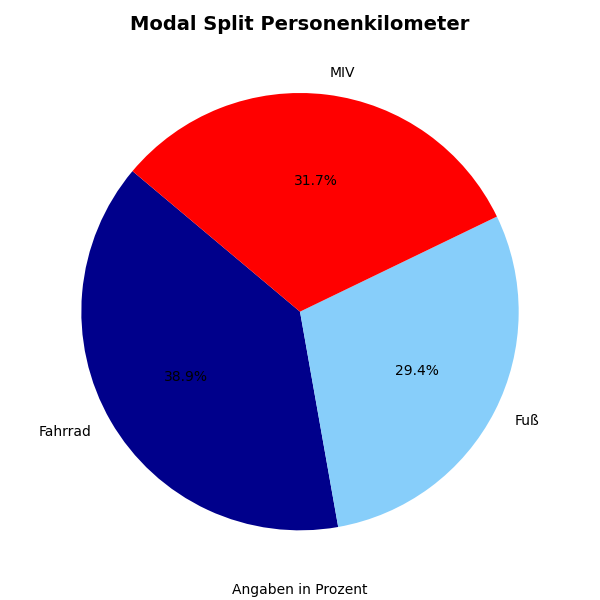 Modal Split Personenkilometer
MIV
31.7%
29.4%
38.9%
Fuß
Fahrrad
Angaben in Prozent